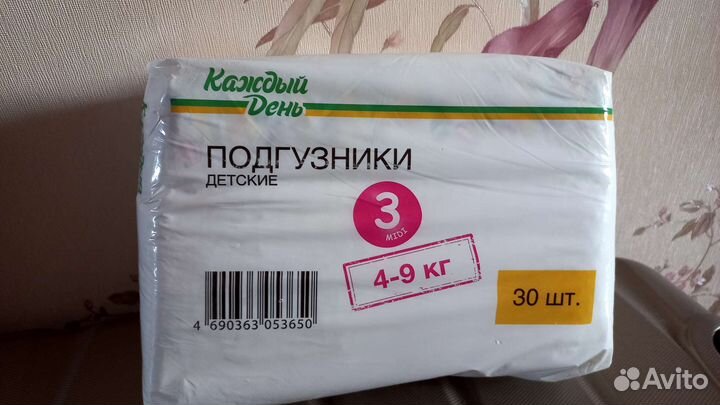 Каждый
День
ПОДГУЗНИКИ
ДЕТСКИЕ
3
MIDI
4-9 кг
30 шт.
4 690363 053650
Avito